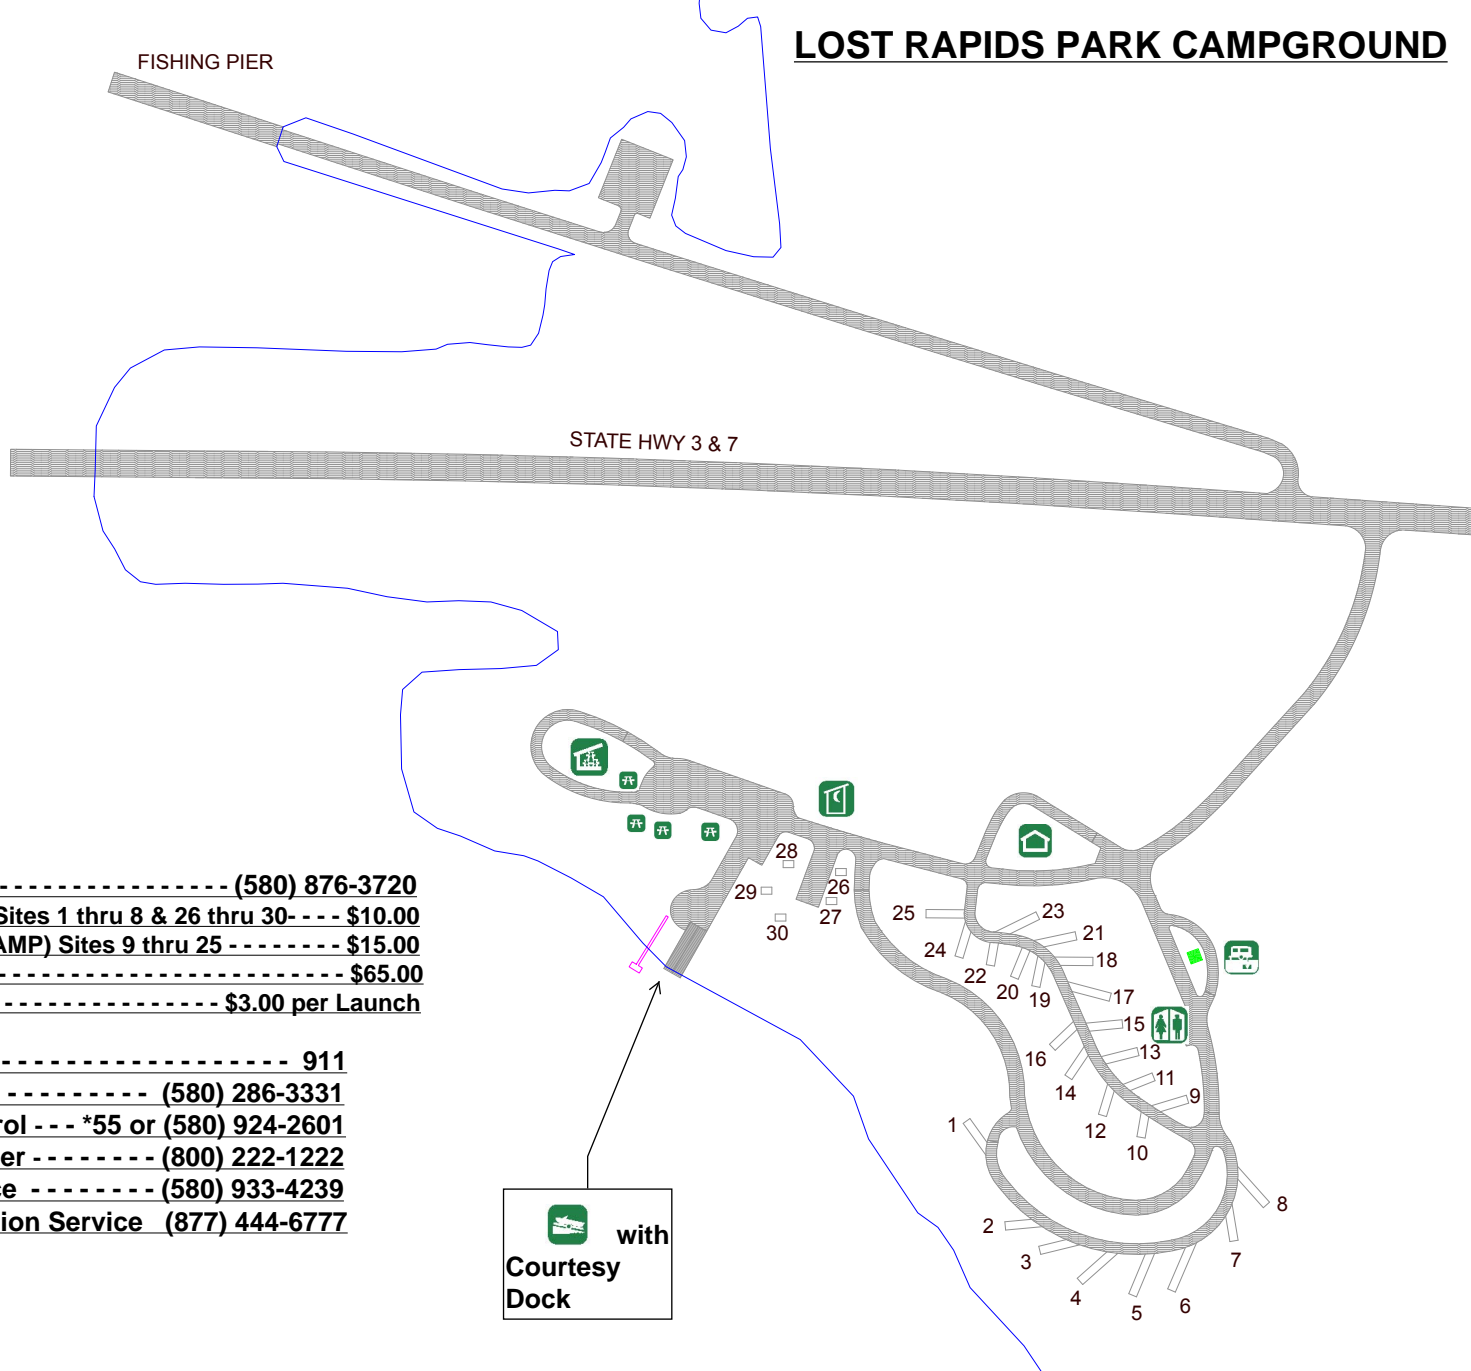 LOST RAPIDS PARK CAMPGROUND
FISHING PIER
STATE HWY 3 & 7
- - - - - - - - - - - - - - - - (580) 876-3720
Sites 1 thru 8 & 26 thru 30- - - - $10.00
AMP) Sites 9 thru 25 - - - - - - - - $15.00
- - - - - - - - - - - - - - - - - - - - - - - - $65.00
- - - - - - - - - - - - - - - $3.00 per Launch
- - - - - - - - - - - - - - - - - - - 911
- - - - - - - - - - (580) 286-3331
rol - - - *55 or (580) 924-2601
er - - - - - - - - (800) 222-1222
ce - - - - - - - - (580) 933-4239
ion Service (877) 444-6777
28
26
29
27
30
25
23
24
21
22
18
20
19
17
15
16
13
14
11
9
12
10
1
2
3
4
5
6
7
8
with
Courtesy
Dock